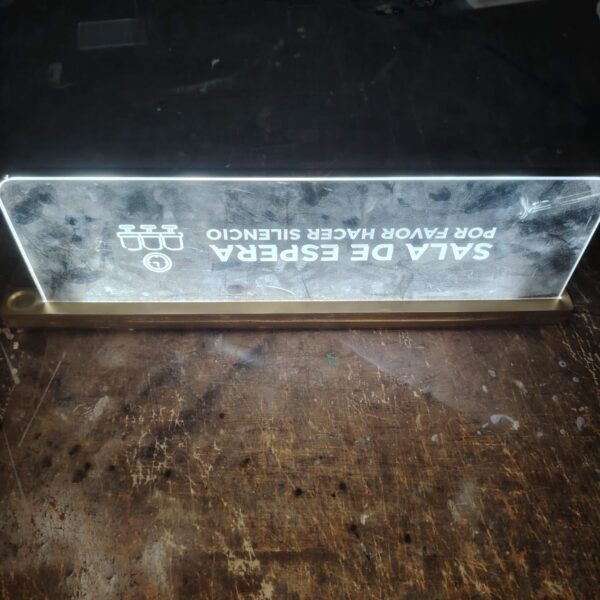 SALA DE ESPERA
POR FAVOR HACER SILENCIO